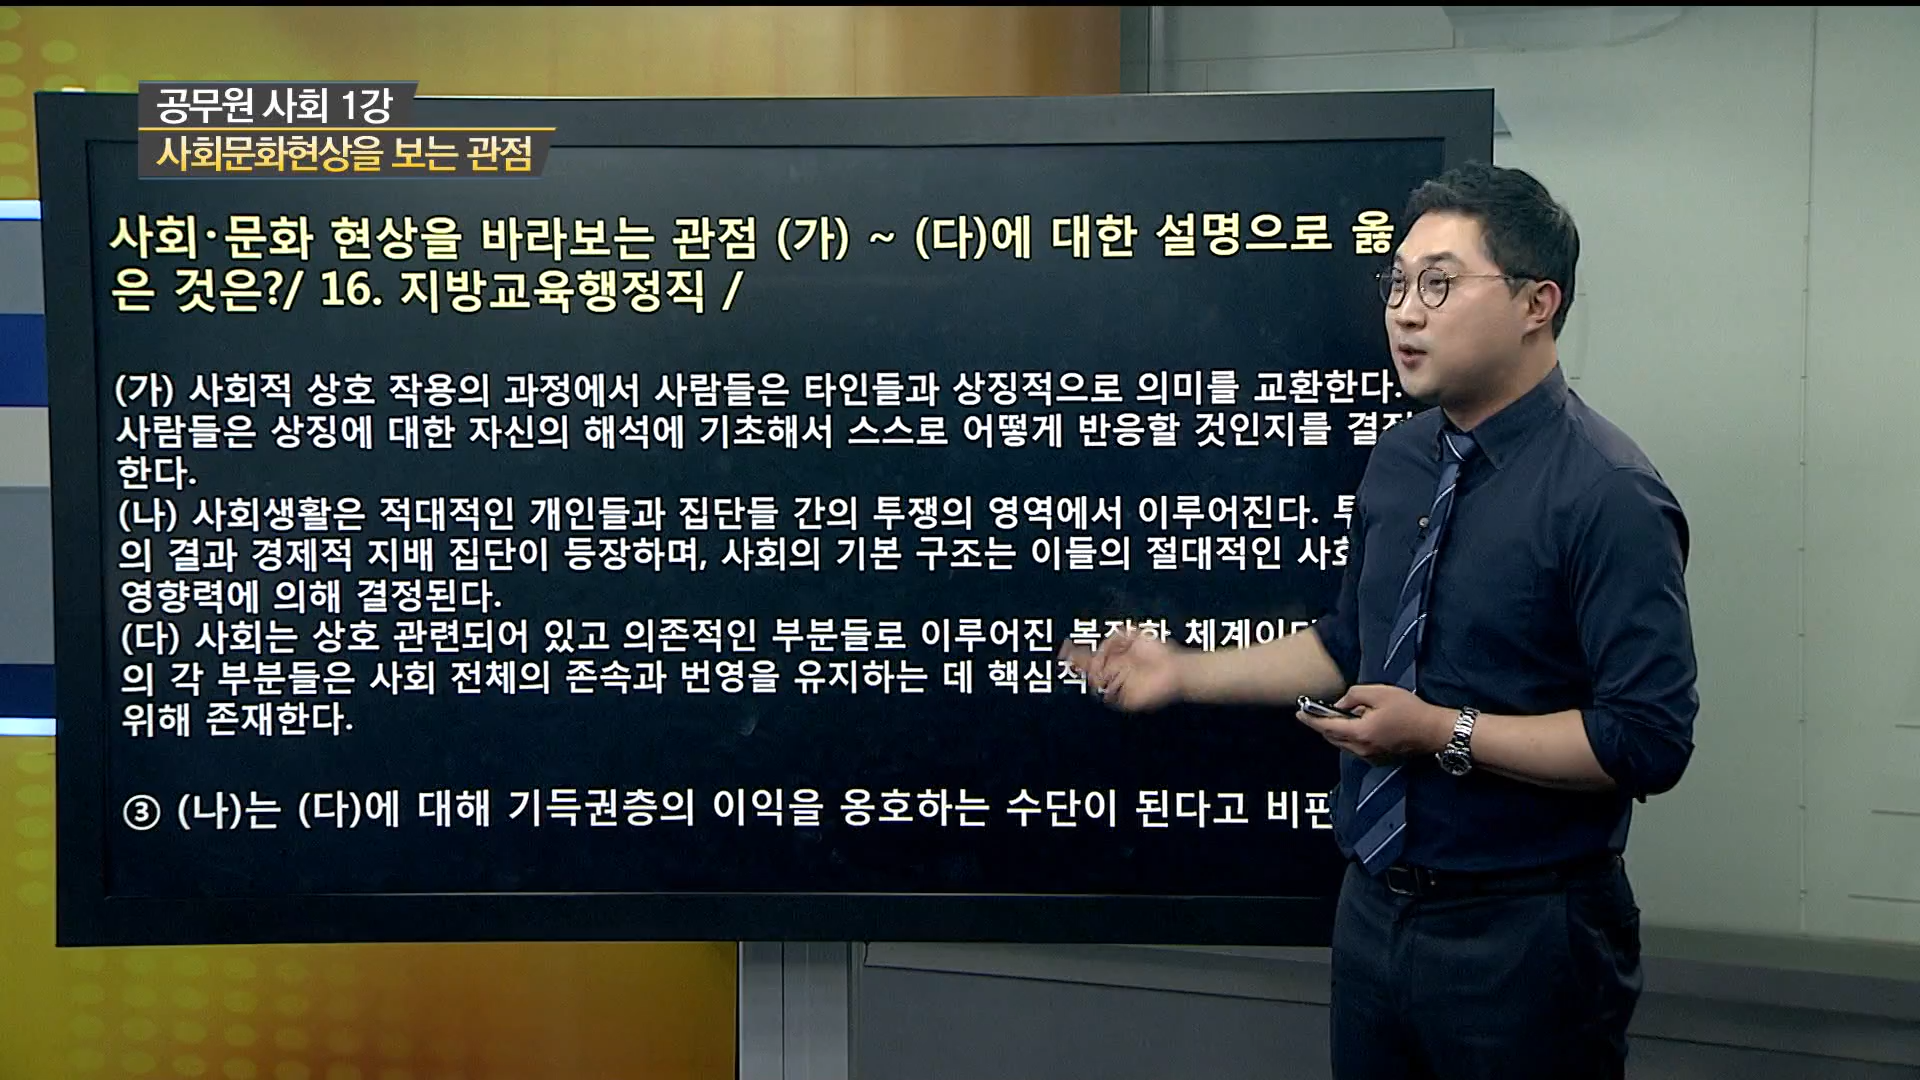 공무원 사회 1강
사회문화현상을 보는 관점
사회·문화 현상을 바라보는 관점 (가) ~ (다)에 대한 설명으로 옳
은 것은?/ 16. 지방교육행정직 /
(가) 사회적 상호 작용의 과정에서 사람들은 타인들과 상징적으로 의미를 교환한다.
사람들은 상징에 대한 자신의 해석에 기초해서 스스로 어떻게 반응할 것인지를 결정
한다.
(나) 사회생활은 적대적인 개인들과 집단들 간의 투쟁의 영역에서 이루어진다.
의 결과 경제적 지배 집단이 등장하며, 사회의 기본 구조는 이들의 절대적인
영향력에 의해 결정된다.
(다) 사회는 상호 관련되어 있고 의존적인 부분들로 이루어진 복잡한 체계이다
의 각 부분들은 사회 전체의 존속과 번영을 유지하는 데
위해 존재한다.
③ (나)는 (다)에 대해 기득권층의 이익을 옹호하는 수단이 된다고